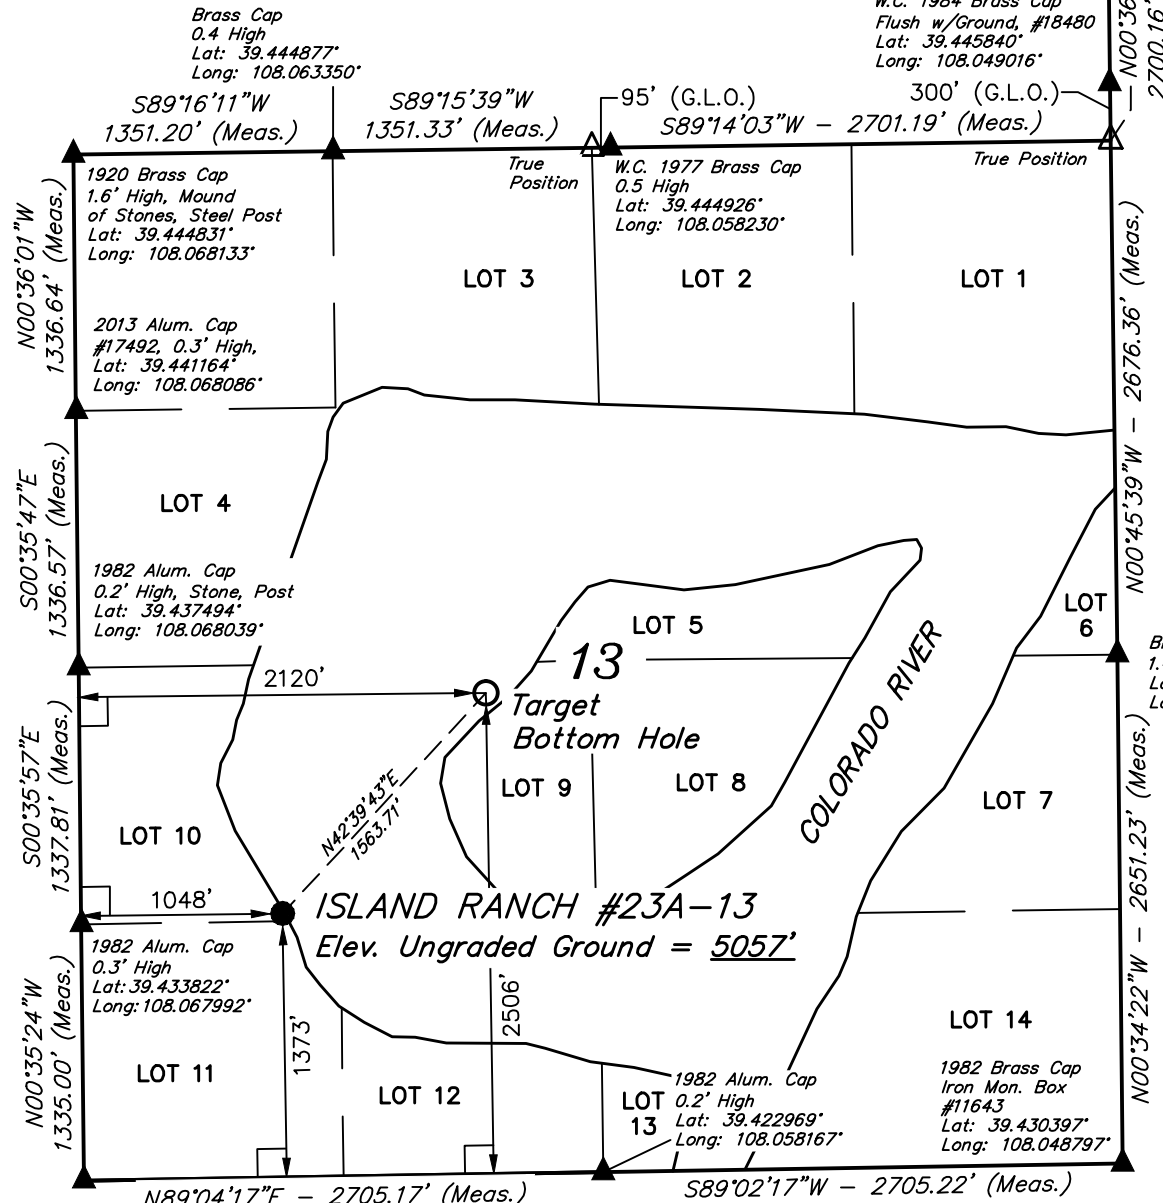 Brass Cap
0.4 High
Lat: 39.444877°
Long: 108.063350°
W.C. 1984 Brass Cap
Flush w/Ground, #18480
Lat: 39.445840°
Long: 108.049016°
N00°36'
2700.16'
S89°16'11"W
1351.20' (Meas.)
S89°15'39"W
1351.33' (Meas.)
95' (G.L.O.)
S89°14'03"W - 2701.19' (Meas.)
300' (G.L.O.)
True
Position
True Position
1920 Brass Cap
1.6' High, Mound
of Stones, Steel Post
Lat: 39.444831°
Long: 108.068133°
W.C. 1977 Brass Cap
0.5 High
Lat: 39.444926°
Long: 108.058230°
N00°36'01"W
1336.64' (Meas.)
LOT 3
LOT 2
LOT 1
2013 Alum. Cap
#17492, 0.3' High,
Lat: 39.441164°
Long: 108.068086°
N00°45'39"W - 2676.36' (Meas.)
S00°35'47"E
1336.57' (Meas.)
LOT 4
1982 Alum. Cap
0.2' High, Stone, Post
Lat: 39.437494°
Long: 108.068039°
LOT 5
LOT
6
13
2120'
Target
Bottom Hole
COLORADO RIVER
S00°35'57"E
1337.81' (Meas.)
N42°39'43"E
1563.71'
LOT 9
LOT 8
LOT 7
LOT 10
1048'
ISLAND RANCH #23A-13
Elev. Ungraded Ground = 5057'
N00°34'22"W - 2651.23' (Meas.)
1982 Alum. Cap
0.3' High
Lat: 39.433822°
Long: 108.067992°
N00°35'24"W
1335.00' (Meas.)
1373'
2506'
LOT 14
LOT 11
LOT 12
LOT
13
1982 Alum. Cap
0.2' High
Lat: 39.422969°
Long: 108.058167°
1982 Brass Cap
Iron Mon. Box
#11643
Lat: 39.430397°
Long: 108.048797°
N89°04'17"E - 2705.17' (Meas.)
S89°02'17"W - 2705.22' (Meas.)